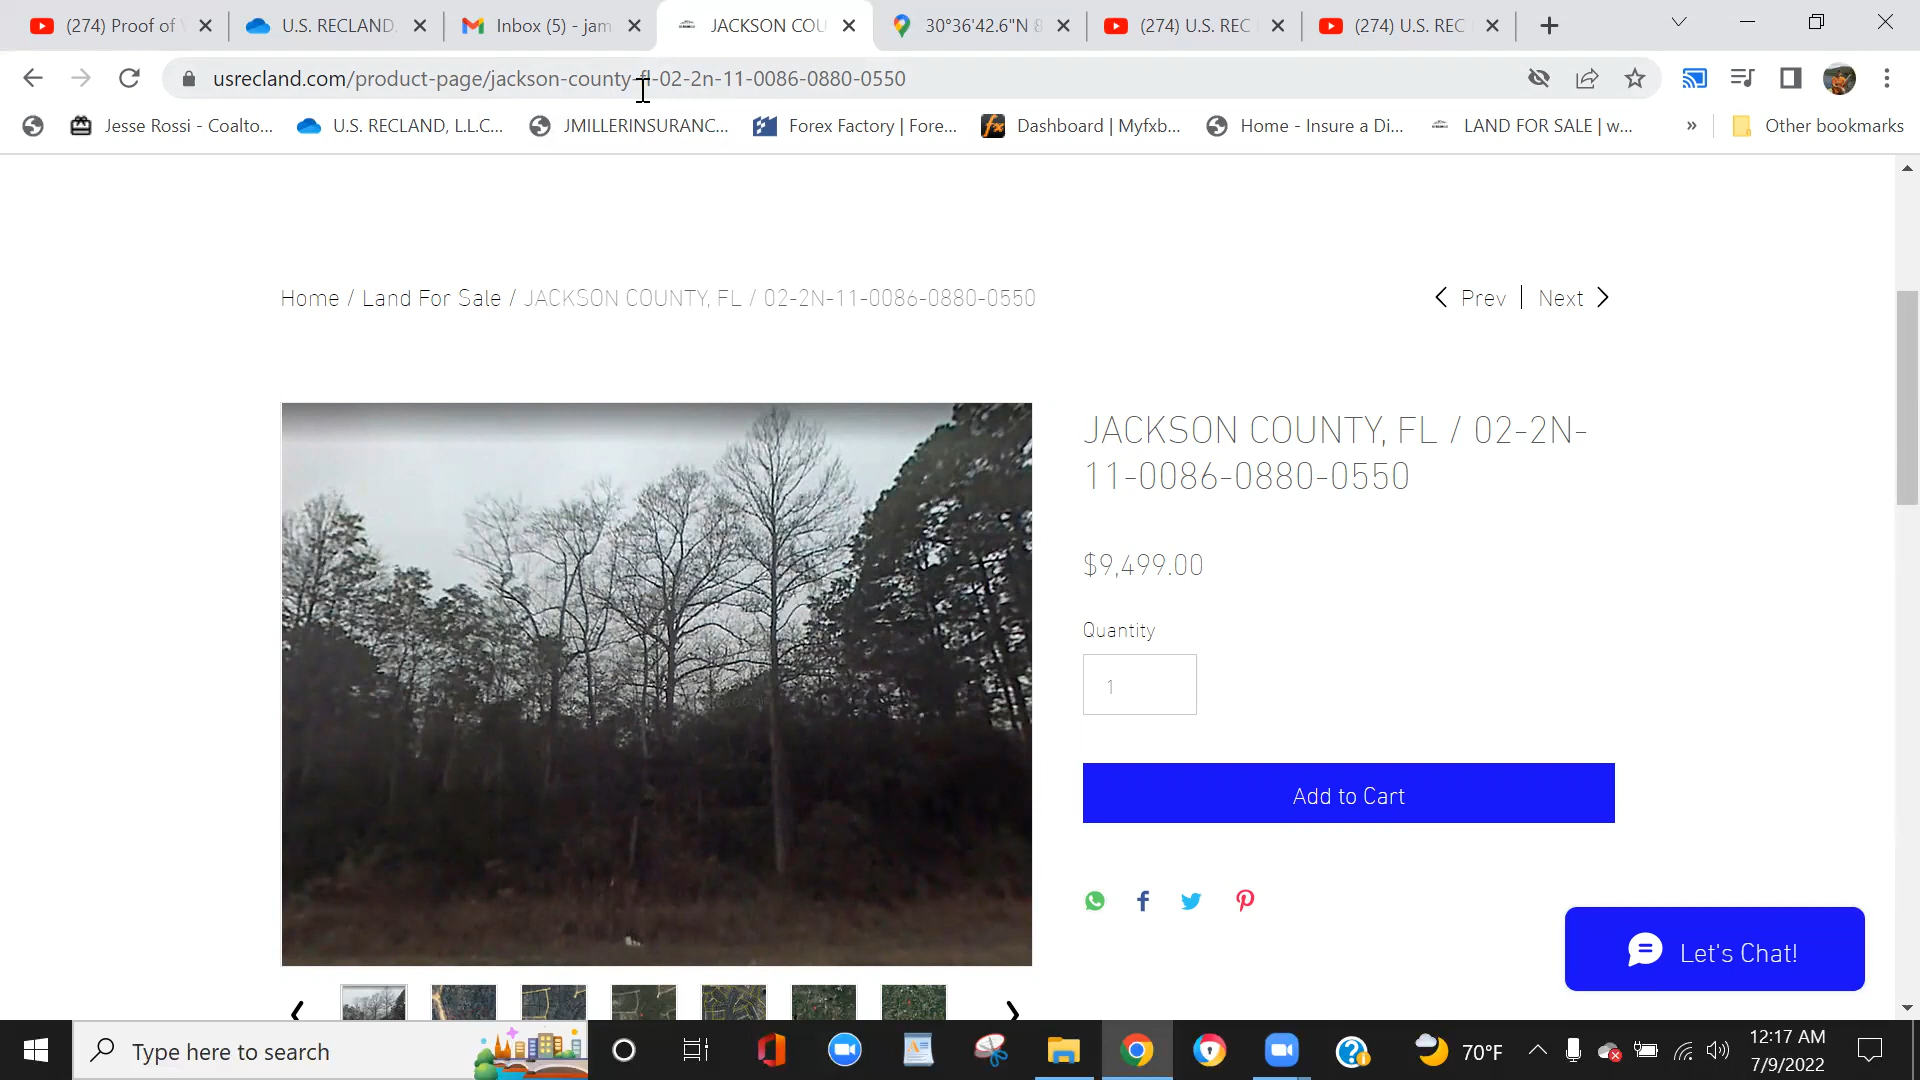 (274) Proof of
U.S. RECLAND,
Inbox (5) - jam
JACKSON COU
30°36'42.6"N 8
(274) U.S. REC
(274) U.S. REC
usrecland.com/product-page/jackson-county-fl-02-2n-11-0086-0880-0550
Jesse Rossi - Coalto...
U.S. RECLAND, L.L.C...
JMILLERINSURANC...
Forex Factory | Fore...
Dashboard | Myfxb...
Home - Insure a Di...
LAND FOR SALE | w...
»
Other bookmarks
Home / Land For Sale / JACKSON COUNTY, FL / 02-2N-11-0086-0880-0550
Prev | Next
JACKSON COUNTY, FL / 02-2N-
11-0086-0880-0550
$9,499.00
Quantity
1
Add to Cart
Let's Chat!
Type here to search
70°F
12:17 AM
7/9/2022